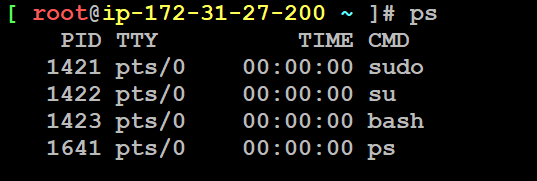 [ root@ip-172-31-27-200 ~ ]# ps
    PID TTY          TIME CMD
   1421 pts/0    00:00:00 sudo
   1422 pts/0    00:00:00 su
   1423 pts/0    00:00:00 bash
   1641 pts/0    00:00:00 ps